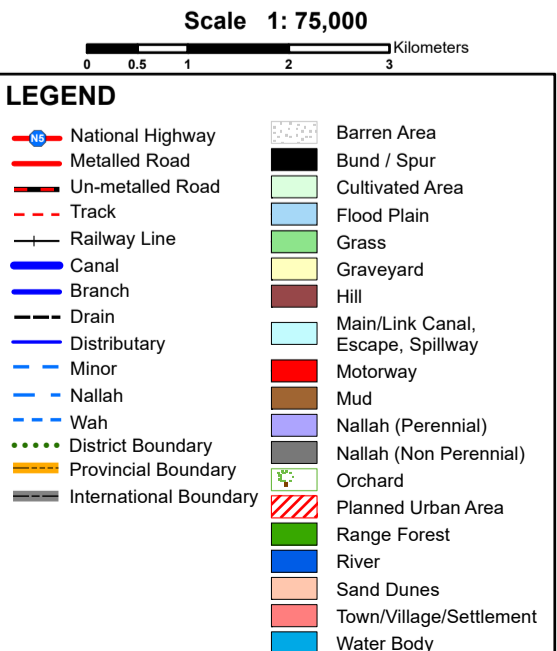 Scale 1: 75,000
Kilometers
0 0.5 1 2 3
LEGEND
N5 National Highway
Metalled Road
Un-metalled Road
Track
Railway Line
Canal
Branch
Drain
Distributary
Minor
Nallah
Wah
District Boundary
Provincial Boundary
International Boundary
Barren Area
Bund / Spur
Cultivated Area
Flood Plain
Grass
Graveyard
Hill
Main/Link Canal,
Escape, Spillway
Motorway
Mud
Nallah (Perennial)
Nallah (Non Perennial)
Orchard
Planned Urban Area
Range Forest
River
Sand Dunes
Town/Village/Settlement
Water Body